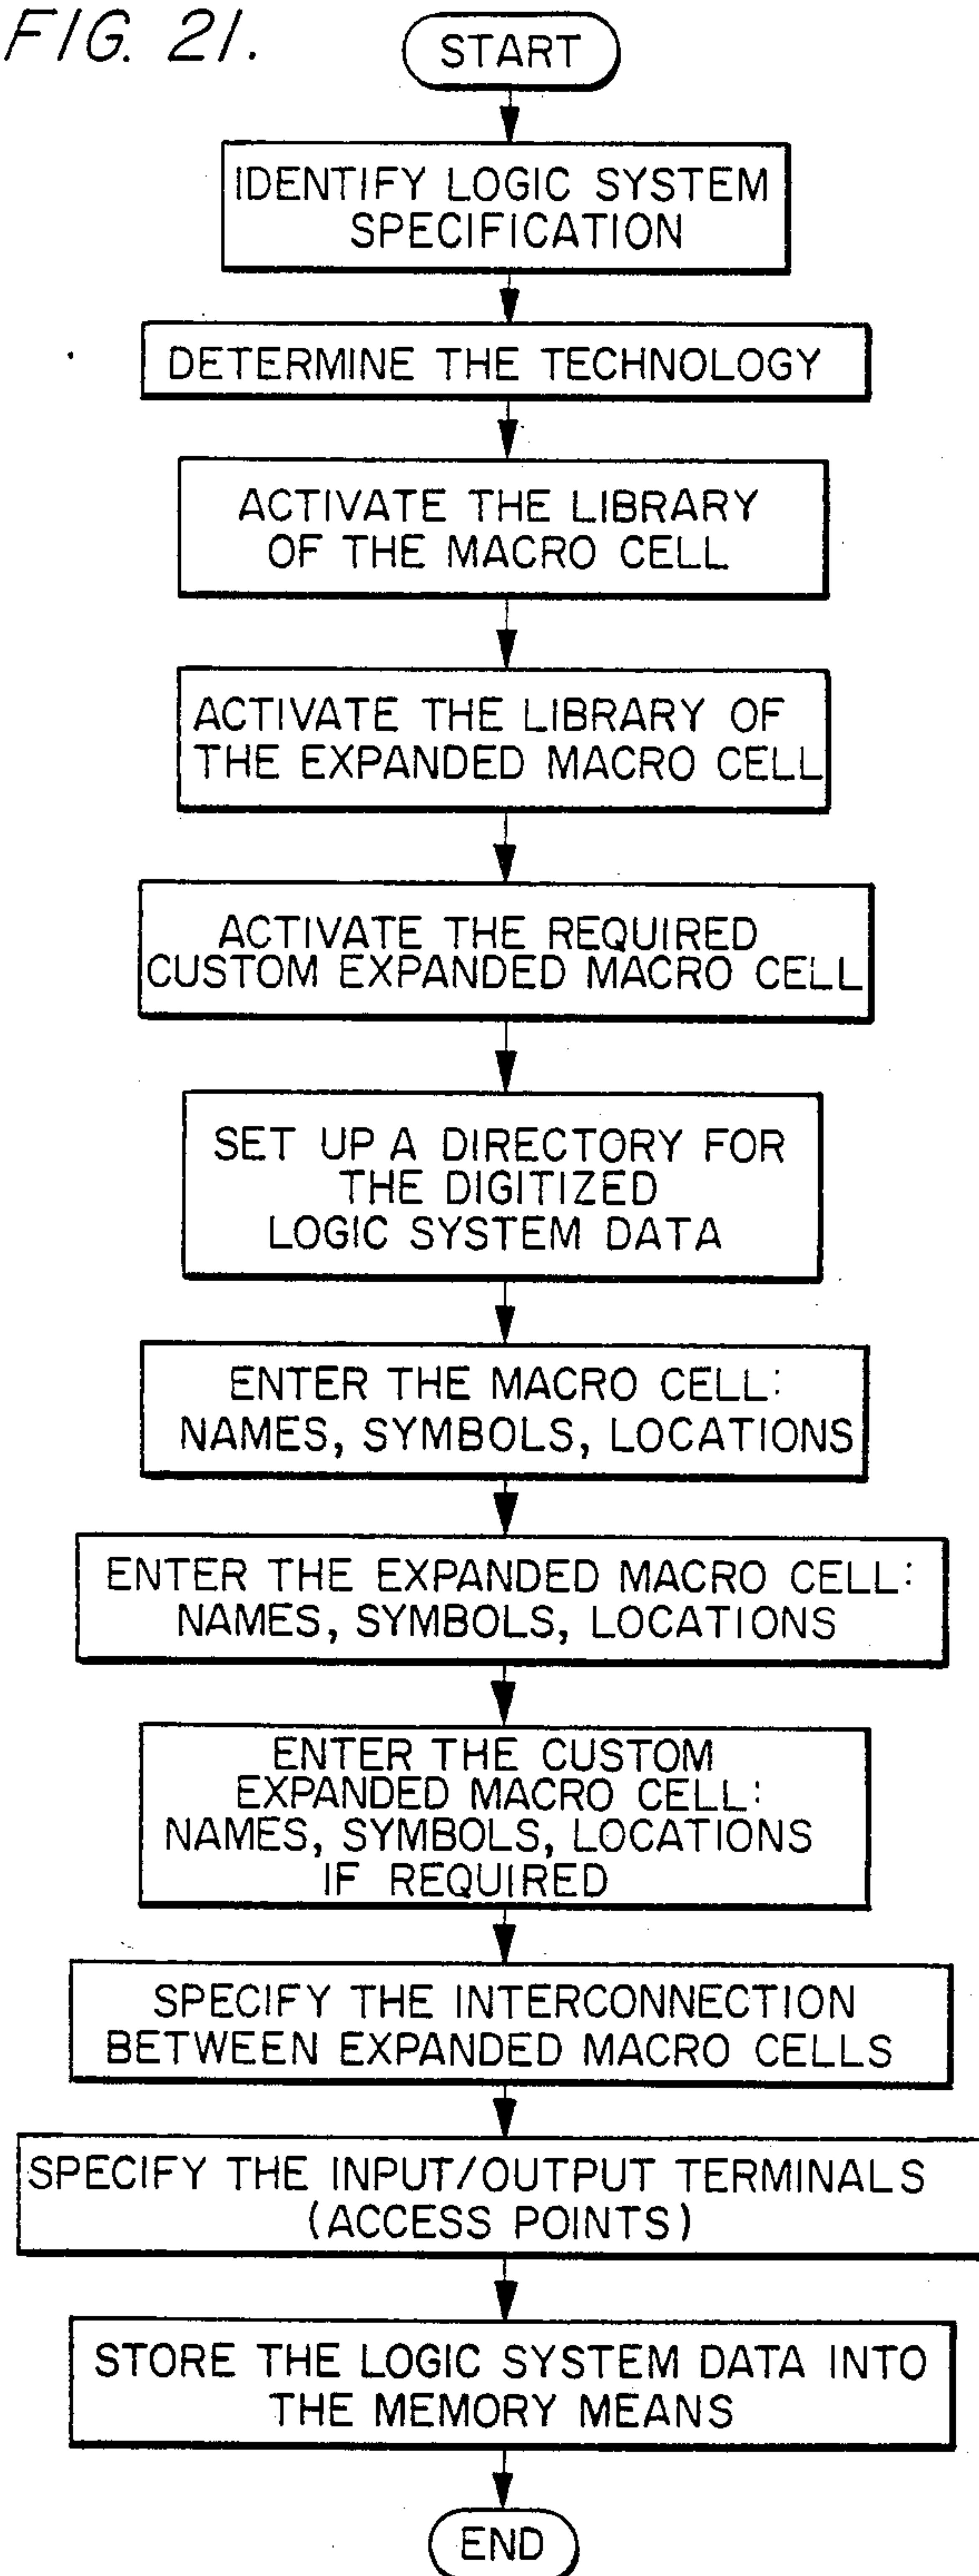 FIG. 21.
START
IDENTIFY LOGIC SYSTEM
SPECIFICATION
DETERMINE THE TECHNOLOGY
ACTIVATE THE LIBRARY
OF THE MACRO CELL
ACTIVATE THE LIBRARY OF
THE EXPANDED MACRO CELL
ACTIVATE THE REQUIRED
CUSTOM EXPANDED MACRO CELL
SET UP A DIRECTORY FOR
THE DIGITIZED
LOGIC SYSTEM DATA
ENTER THE MACRO CELL:
NAMES, SYMBOLS, LOCATIONS
ENTER THE EXPANDED MACRO CELL:
NAMES, SYMBOLS, LOCATIONS
ENTER THE CUSTOM
EXPANDED MACRO CELL:
NAMES, SYMBOLS, LOCATIONS
IF REQUIRED
SPECIFY THE INTERCONNECTION
BETWEEN EXPANDED MACRO CELLS
SPECIFY THE INPUT/OUTPUT TERMINALS
(ACCESS POINTS)
STORE THE LOGIC SYSTEM DATA INTO
THE MEMORY MEANS
END